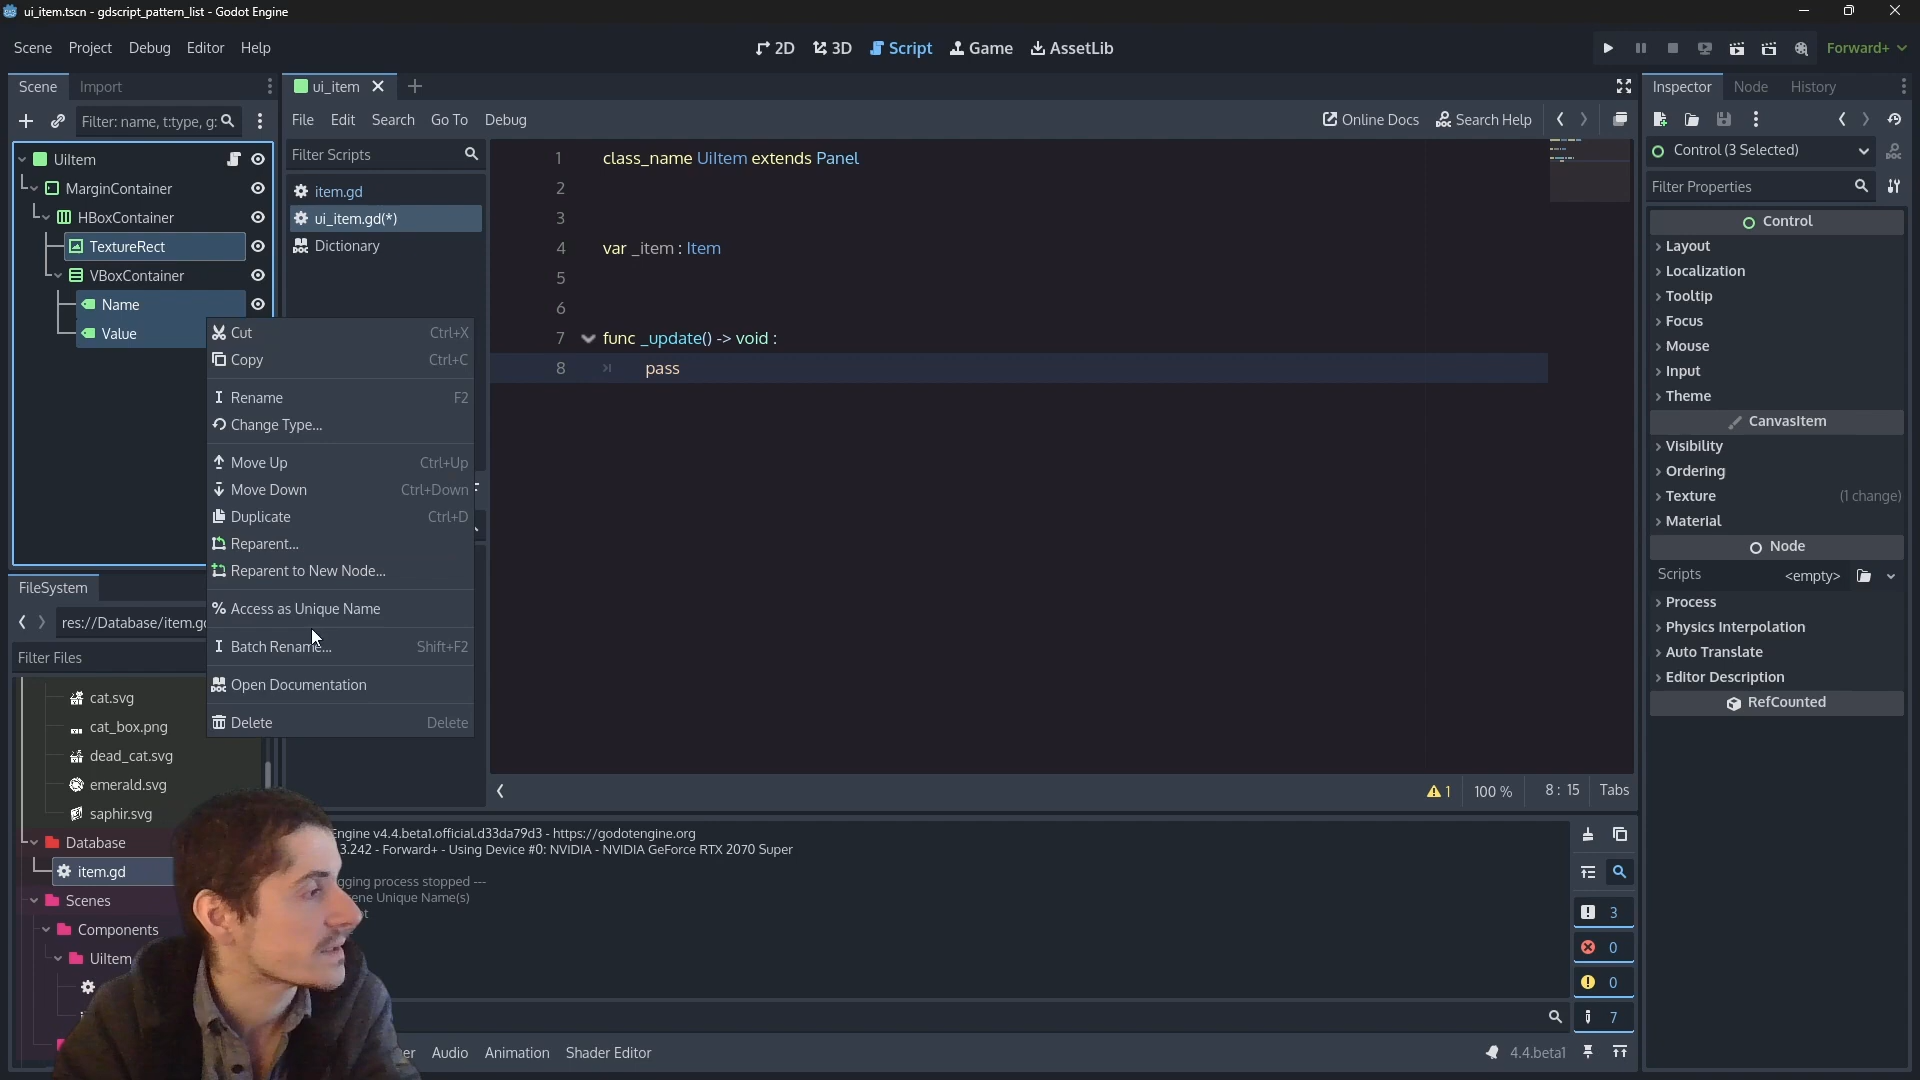 ui_item.tscn - gdscript_pattern_list - Godot Engine
Scene Project Debug Editor Help
2D 3D Script Game AssetLib
Forward+
Scene Import
Filter: name, t:type, g:
UiItem
MarginContainer
HBoxContainer
TextureRect
VBoxContainer
Name
Value
Cut Ctrl+X
Copy Ctrl+C
Rename F2
Change Type...
Move Up Ctrl+Up
Move Down Ctrl+Down
Duplicate Ctrl+D
Reparent...
Reparent to New Node...
% Access as Unique Name
Batch Rename... Shift+F2
Open Documentation
Delete Delete
FileSystem
res://Database/item.gd
Filter Files
cat.svg
cat_box.png
dead_cat.svg
emerald.svg
saphir.svg
Database
item.gd
Scenes
Components
UiItem
ui_item
File Edit Search Go To Debug
Online Docs Search Help
Filter Scripts
item.gd
ui_item.gd(*)
Dictionary
1 class_name UiItem extends Panel
2
3
4 var _item : Item
5
6
7 func _update() -> void :
8 pass
1 100 % 8: 15 Tabs
ngine v4.4.beta1.official.d33da79d3 - https://godotengine.org
3.242 - Forward+ - Using Device #0: NVIDIA - NVIDIA GeForce RTX 2070 Super
gging process stopped ---
ene Unique Name(s)
3
0
0
7
er Audio Animation Shader Editor
4.4.beta1
Inspector Node History
Control (3 Selected)
Filter Properties
Control
Layout
Localization
Tooltip
Focus
Mouse
Input
Theme
CanvasItem
Visibility
Ordering
Texture (1 change)
Material
Node
Scripts <empty>
Process
Physics Interpolation
Auto Translate
Editor Description
RefCounted